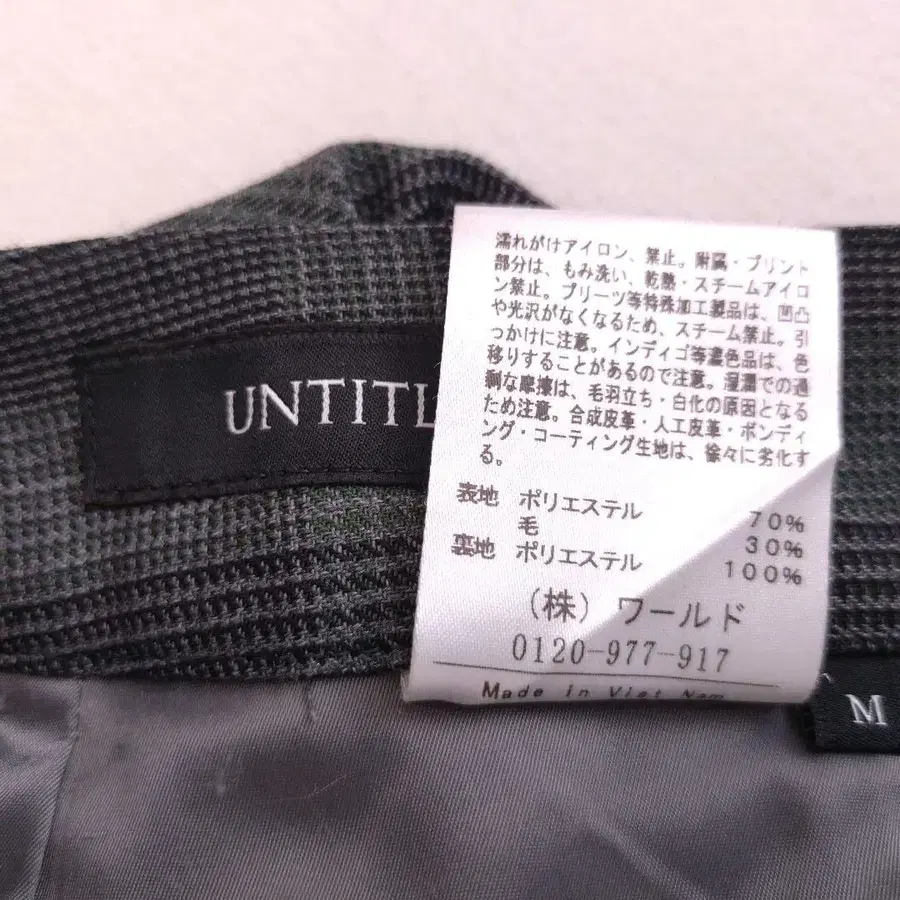 UNTITL
濡れがけアイロン、禁止。附属・プリント
部分は、もみ洗い、乾熱・スチームアイロ
ン禁止。プリーツ等特殊加工製品は、凹凸
や光沢がなくなるため、スチーム禁止。引
っかけに注意。インディゴ等濃色品は、色
移りすることがあるので注意。湿潤での過
剰な摩擦は、毛羽立ち・白化の原因となる
ため注意。合成皮革・人工皮革・ボンディ
ング・コーティング生地は、徐々に劣化す
る。
表地 ポリエステル 70%
毛 30%
裏地 ポリエステル 100%
(株) ワールド
0120-977-917
Made in Viet Nam
M